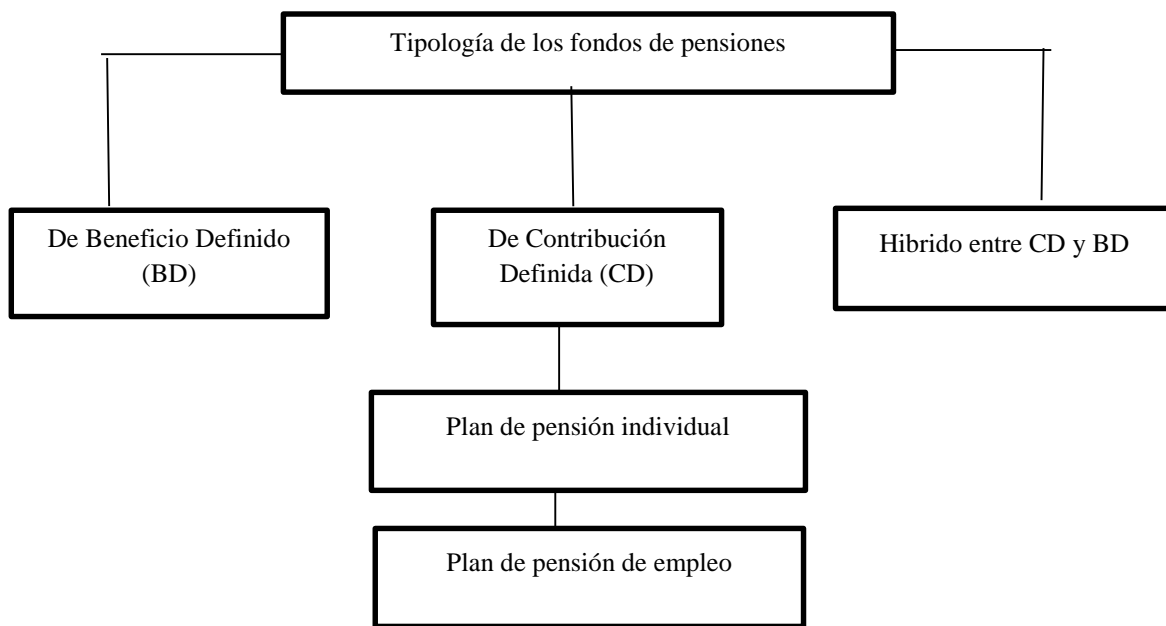 Tipología de los fondos de pensiones
De Beneficio Definido
(BD)
De Contribución
Definida (CD)
Hibrido entre CD y BD
Plan de pensión individual
Plan de pensión de empleo